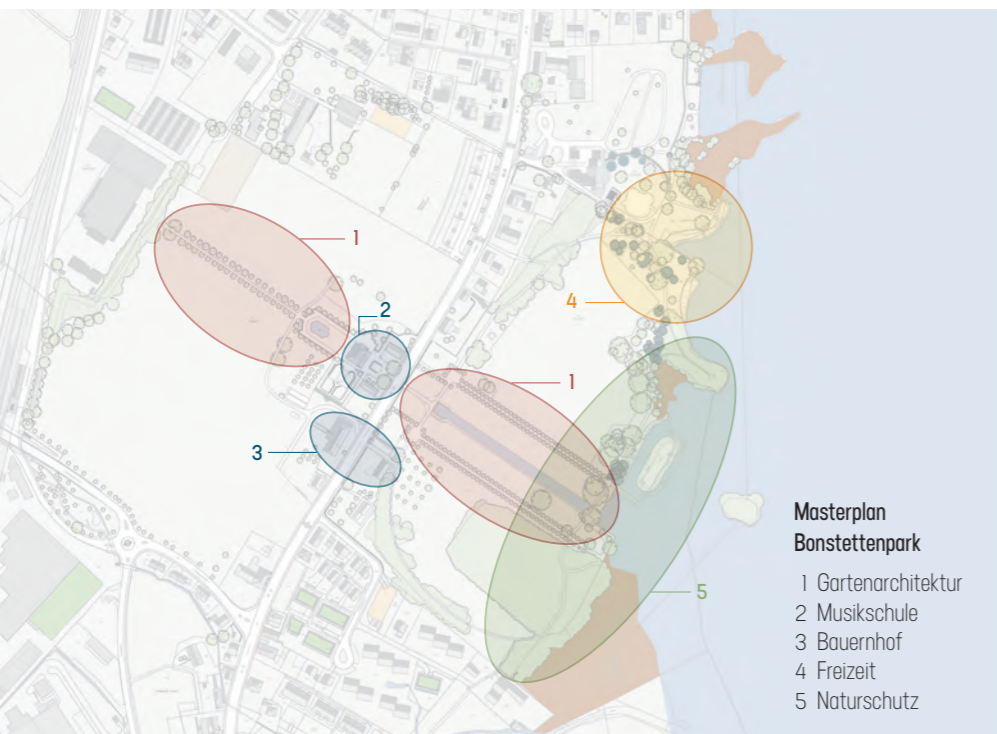 1
2
4
1
3
5
Masterplan
Bonstettenpark
1 Gartenarchitektur
2 Musikschule
3 Bauernhof
4 Freizeit
5 Naturschutz